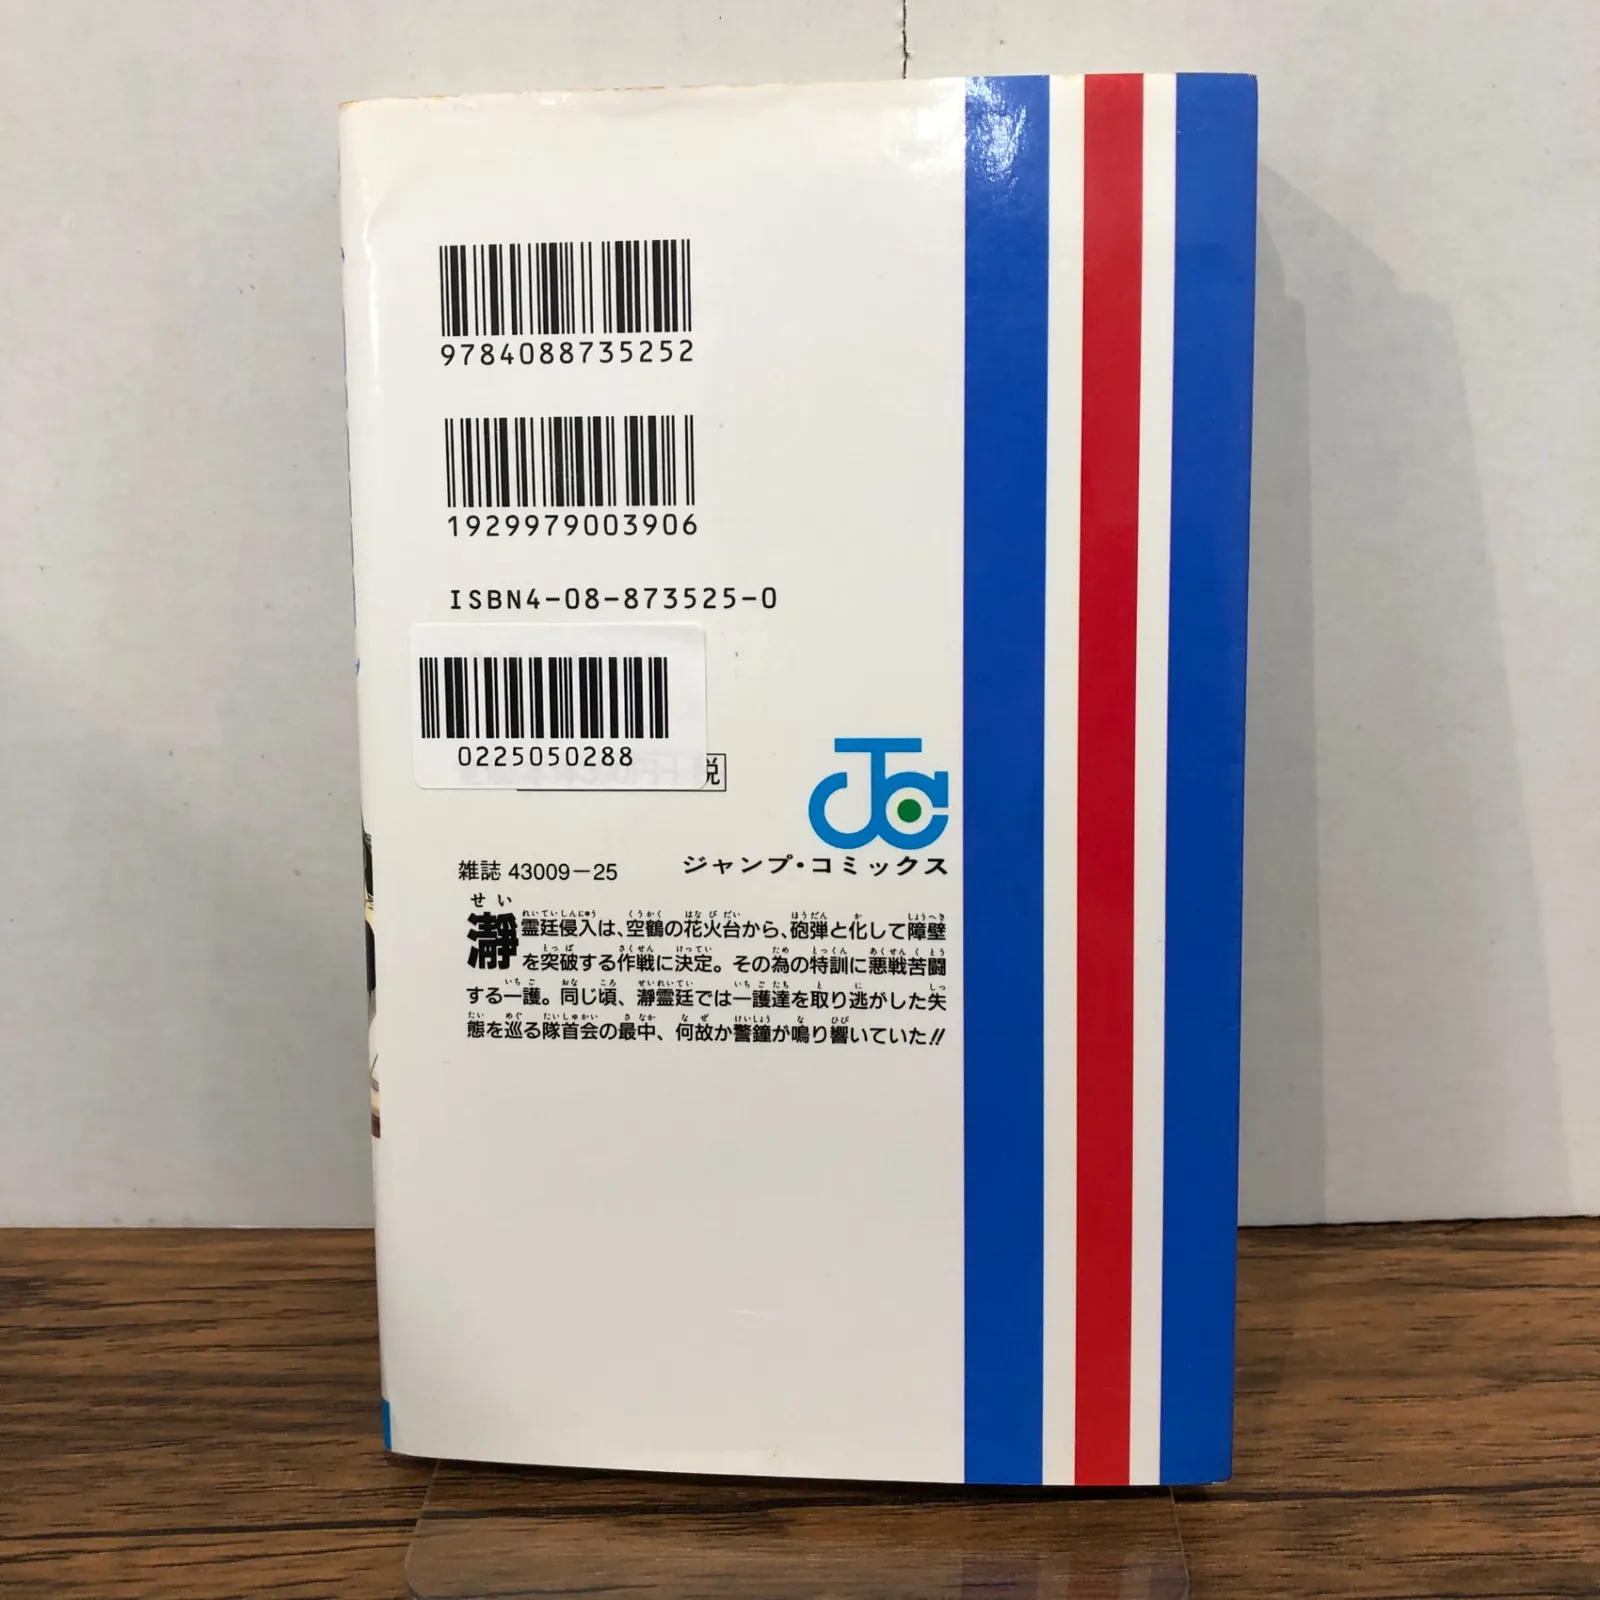 9784088735252
1929979003906
ISBN4-08-873525-0
0225050288
税
ジャンプ・コミックス
雑誌 43009-25
瀞霊廷侵入は、空鶴の花火台から、砲弾と化して障壁
を突破する作戦に決定。その為の特訓に悪戦苦闘
する一護。同じ頃、瀞霊廷では一護達を取り逃がした失
態を巡る隊首会の最中、何故か警鐘が鳴り響いていた!!